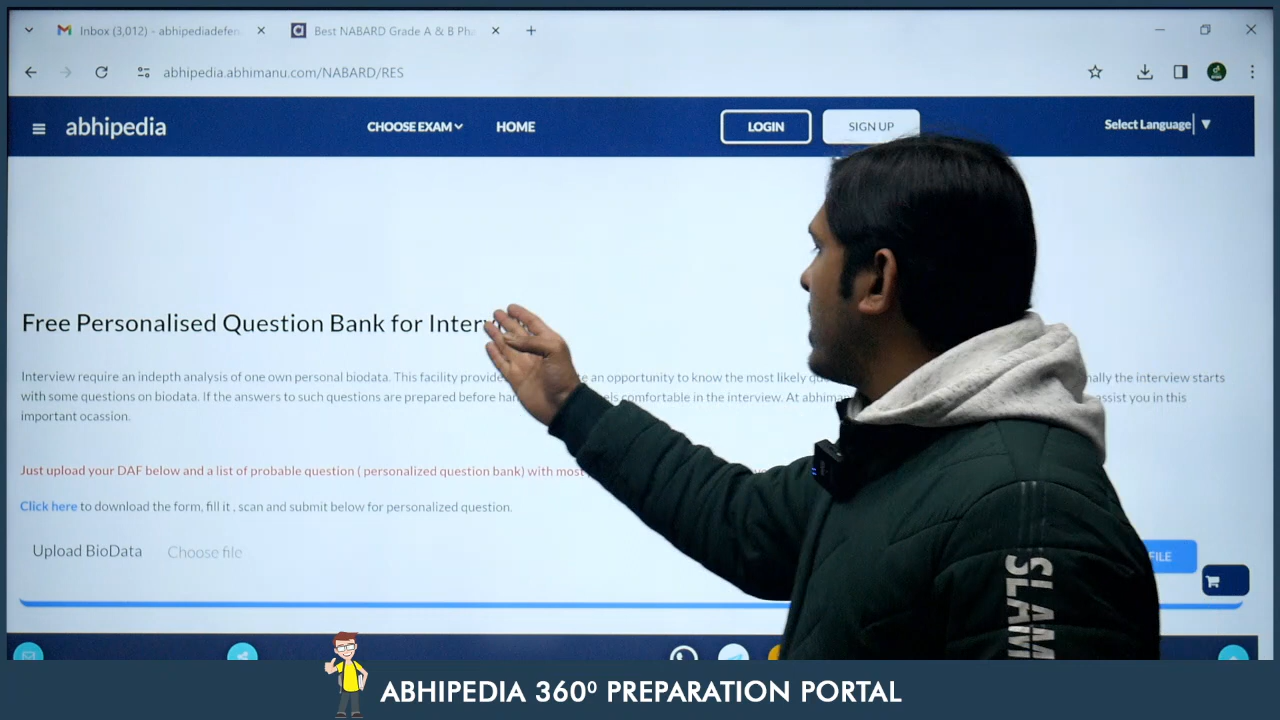 Inbox (3,012) - abhipediadefen
Best NABARD Grade A & B Pha
abhipedia.abhimanu.com/NABARD/RES
abhipedia
CHOOSE EXAM
HOME
LOGIN
SIGN UP
Select Language
Free Personalised Question Bank for Inter
Interview require an indepth analysis of one own personal biodata. This facility provide an opportunity to know the most likely nally the interview starts
with some questions on biodata. If the answers to such questions are prepared before comfortable in the interview. At assist you in this
important ocassion.
Just upload your DAF below and a list of probable question ( personalized question bank) with most
Click here to download the form, fill it , scan and submit below for personalized question.
Upload BioData
Choose file
FILE
SLAM
ABHIPEDIA 360⁰ PREPARATION PORTAL